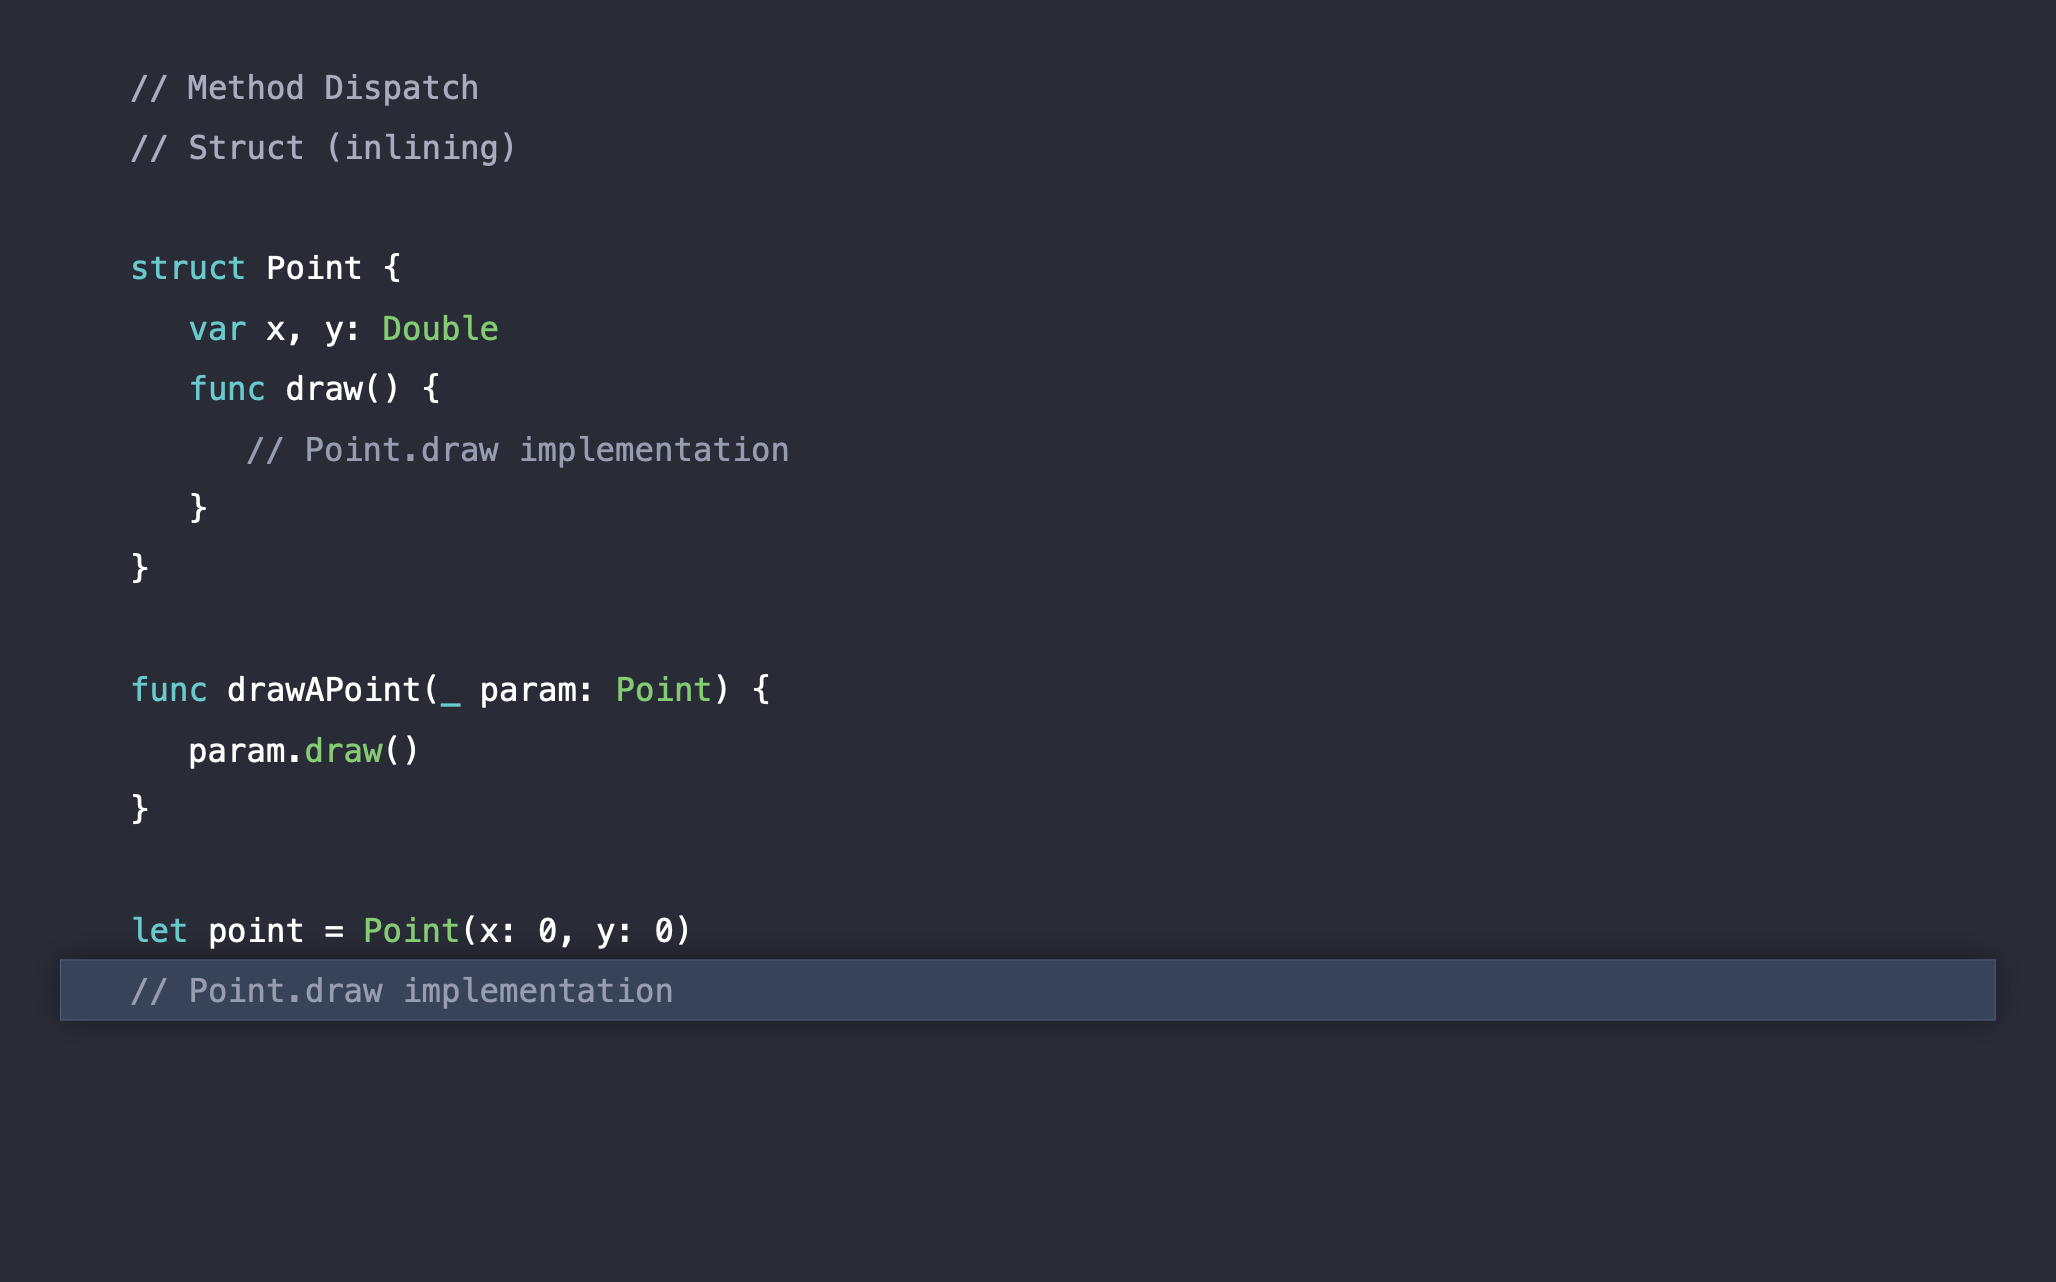 // Method Dispatch
// Struct (inlining)
struct Point {
   var x, y: Double
   func draw() {
      // Point.draw implementation
   }
}
func drawAPoint(_ param: Point) {
   param.draw()
}
let point = Point(x: 0, y: 0)
// Point.draw implementation